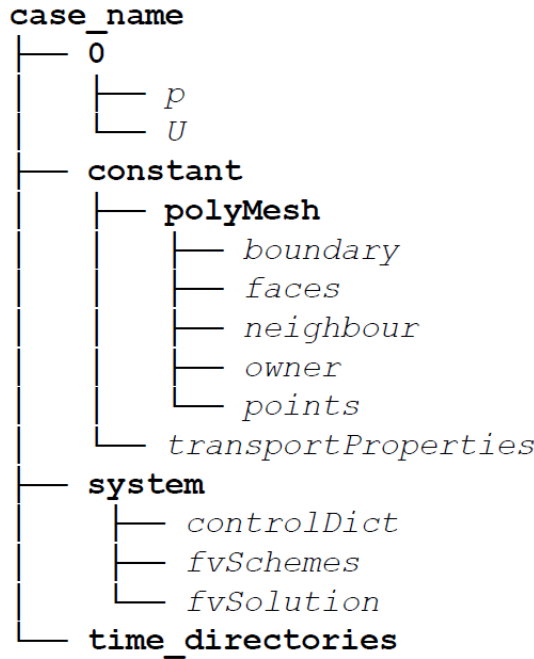 case_name
0
p
U
constant
polyMesh
boundary
faces
neighbour
owner
points
transportProperties
system
controlDict
fvSchemes
fvSolution
time_directories